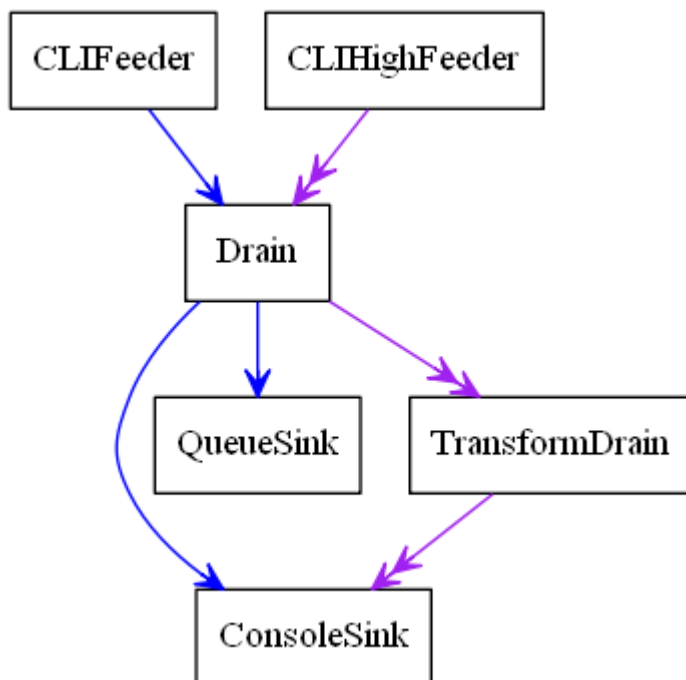 CLIFeeder
CLIHighFeeder
Drain
QueueSink
TransformDrain
ConsoleSink